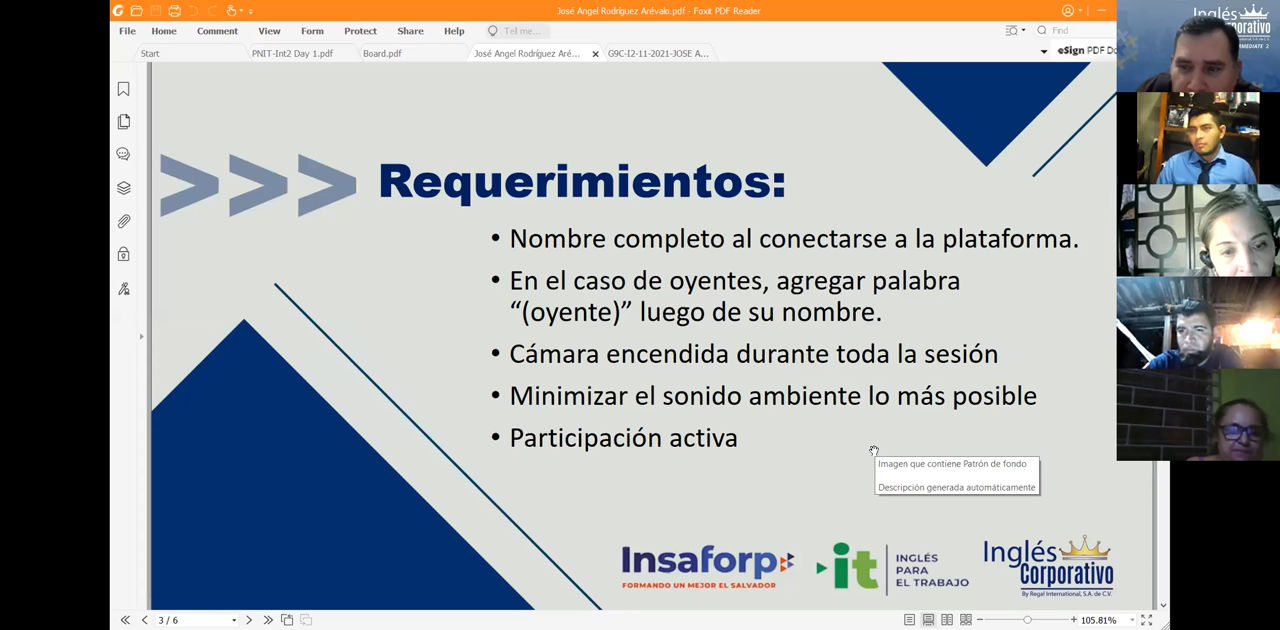 José Angel Rodríguez Arévalo.pdf - Foxit PDF Reader
File Home Comment View Form Protect Share Help Tell me... Find
Start PNIT-Int2 Day 1.pdf Board.pdf José Angel Rodríguez Aré... G9C-I2-11-2021-JOSE A... eSign PDF Do
Inglés
Corporativo
>>> Requerimientos:
• Nombre completo al conectarse a la plataforma.
• En el caso de oyentes, agregar palabra
“(oyente)” luego de su nombre.
• Cámara encendida durante toda la sesión
• Minimizar el sonido ambiente lo más posible
• Participación activa
Imagen que contiene Patrón de fondo
Descripción generada automáticamente
Insaforp
FORMANDO UN MEJOR EL SALVADOR
it
INGLÉS
PARA
EL TRABAJO
Inglés
Corporativo
By Regal International, S.A. de C.V.
3 / 6 105.81%